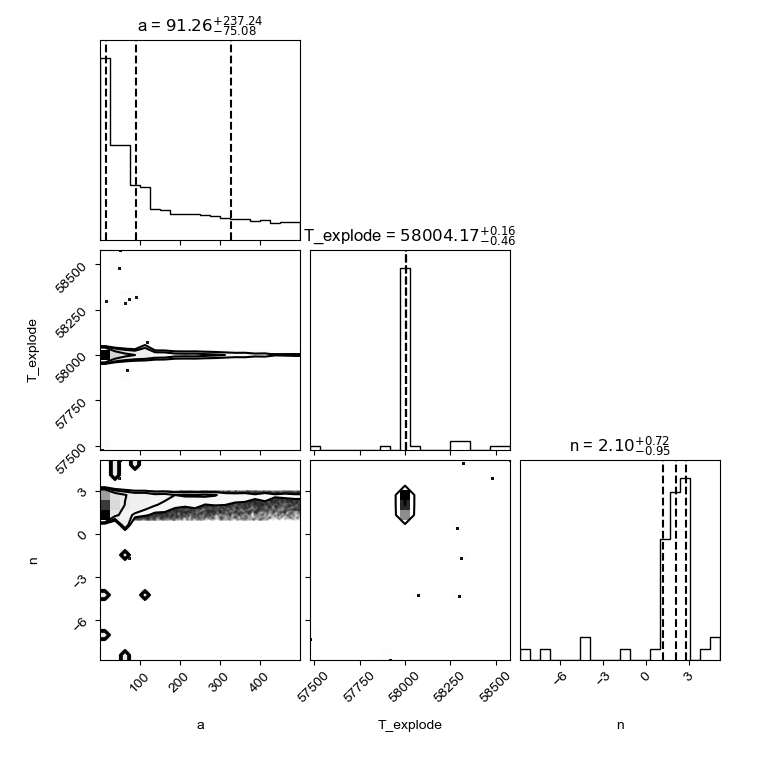 a = 91.26+237.24−75.08
T_explode = 58004.17+0.16−0.46
58500
58250
58000
57750
57500
T_explode
n = 2.10+0.72−0.95
3
0
−3
−6
n
100
200
300
400
a
57500
57750
58000
58250
58500
T_explode
−6
−3
0
3
n